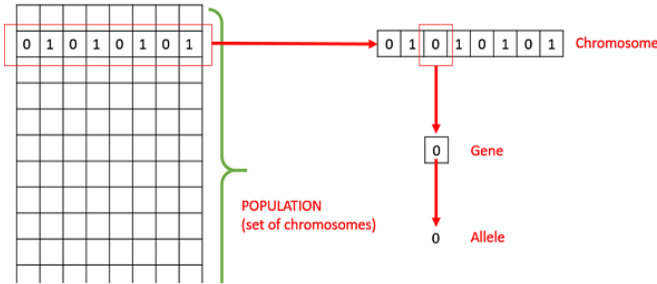 0 1 0 1 0 1 0 1
0 1 0 1 0 1 0 1 Chromosome
0 Gene
POPULATION
(set of chromosomes)
0 Allele